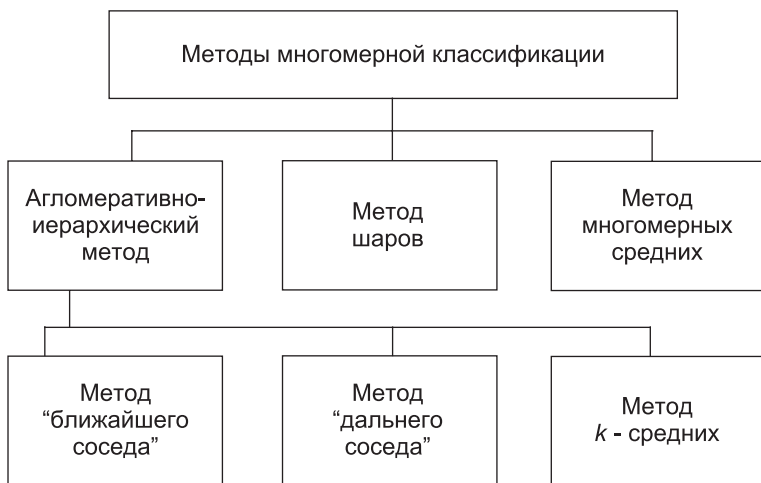 Методы многомерной классификации
Агломеративно-
иерархический
метод
Метод
шаров
Метод
многомерных
средних
Метод
“ближайшего
соседа”
Метод
“дальнего
соседа”
Метод
k - средних